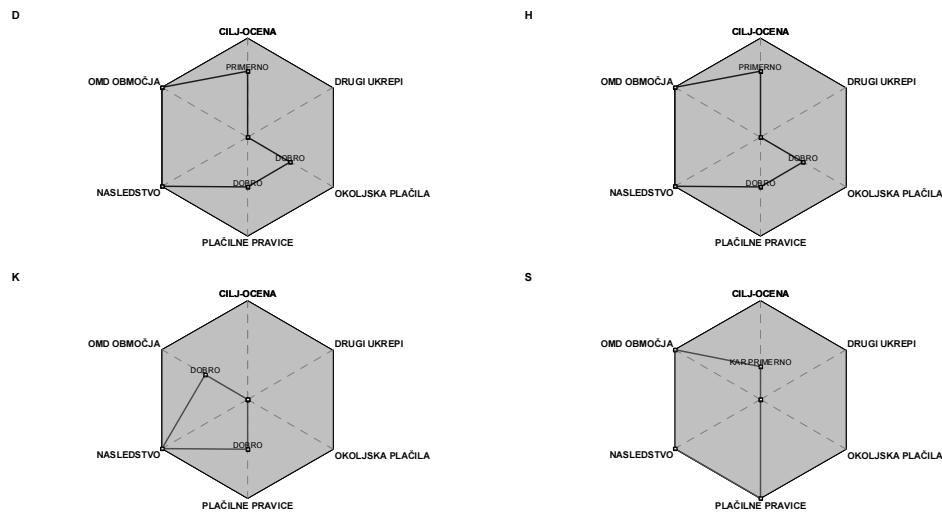 D
CILJ-OCENA
PRIMERNO
OMD OBMOČJA
DRUGI UKREPI
DOBRO
DOBRO
NASLEDSTVO
OKOLJSKA PLAČILA
PLAČILNE PRAVICE
H
CILJ-OCENA
PRIMERNO
OMD OBMOČJA
DRUGI UKREPI
DOBRO
DOBRO
NASLEDSTVO
OKOLJSKA PLAČILA
PLAČILNE PRAVICE
K
CILJ-OCENA
OMD OBMOČJA
DRUGI UKREPI
DOBRO
DOBRO
NASLEDSTVO
OKOLJSKA PLAČILA
PLAČILNE PRAVICE
S
CILJ-OCENA
OMD OBMOČJA
DRUGI UKREPI
KAR PRIMERNO
NASLEDSTVO
OKOLJSKA PLAČILA
PLAČILNE PRAVICE